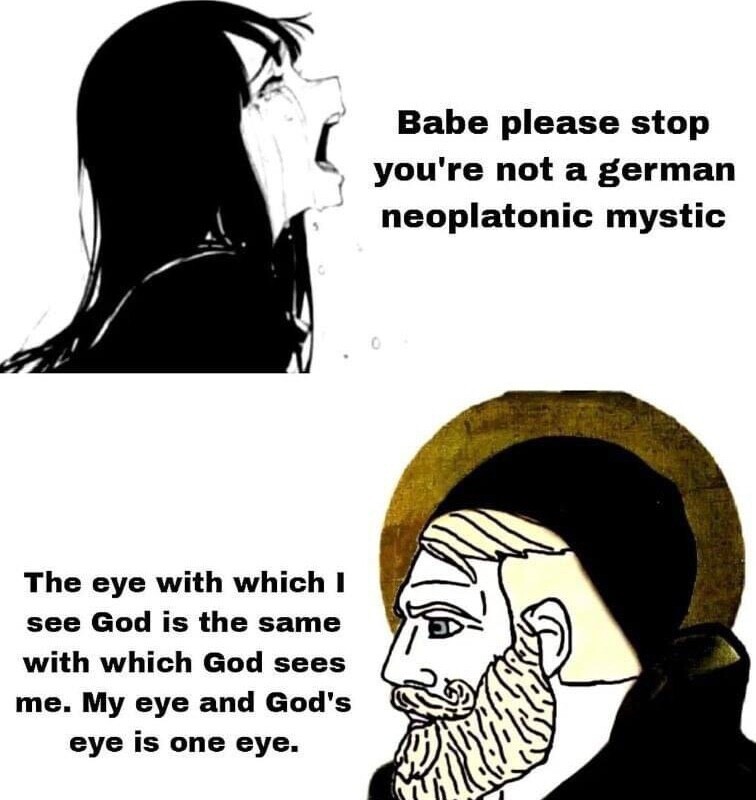 Babe please stop
you're not a german
neoplatonic mystic
The eye with which I
see God is the same
with which God sees
me. My eye and God's
eye is one eye.